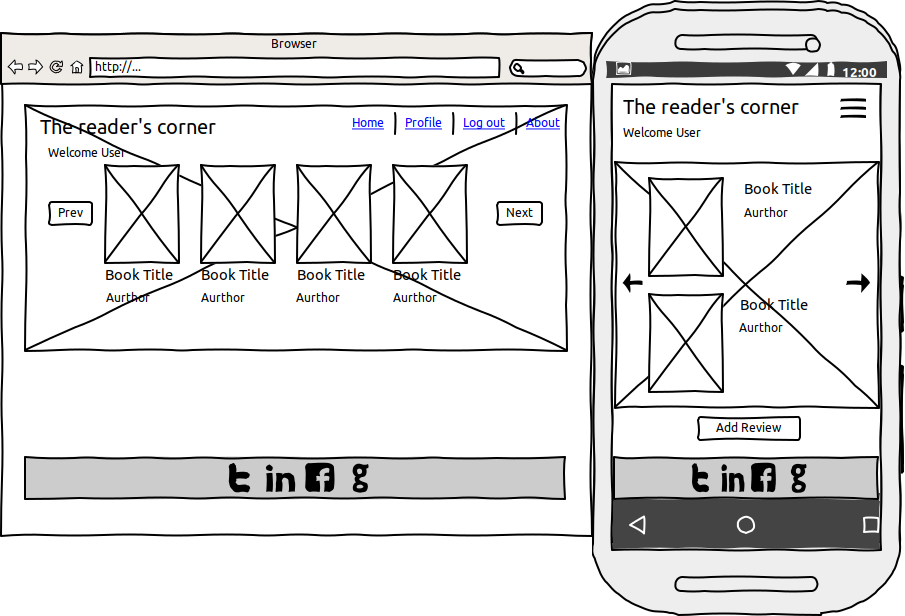 Browser
http://...
The reader's corner
Home Profile Log out About
Welcome User
Prev
Next
Book Title Book Title Book Title Book Title
Aurthor Aurthor Aurthor Aurthor
t in f g
12:00
The reader's corner
Welcome User
Book Title
Aurthor
Book Title
Aurthor
Add Review
t in f g